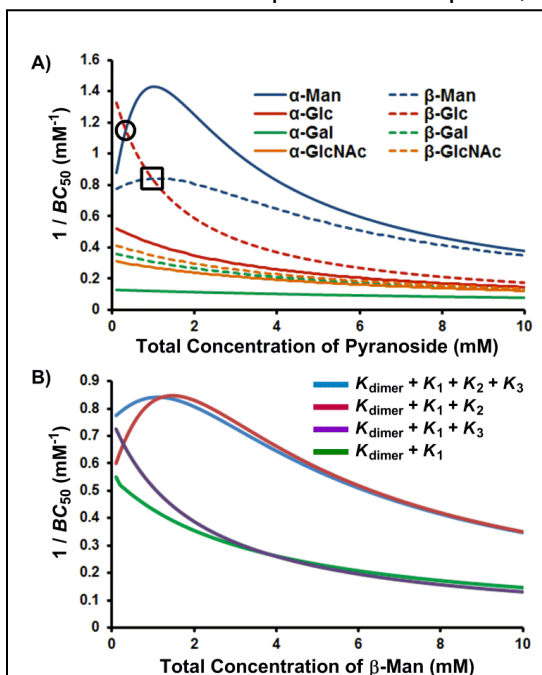 A)
1.6
1.4
1.2
1
0.8
0.6
0.4
0.2
0
1 / BC50 (mM-1)
α-Man β-Man
α-Glc β-Glc
α-Gal β-Gal
α-GlcNAc β-GlcNAc
0 2 4 6 8 10
Total Concentration of Pyranoside (mM)
B)
0.9
0.8
0.7
0.6
0.5
0.4
0.3
0.2
0.1
0
1 / BC50 (mM-1)
Kdimer + K1 + K2 + K3
Kdimer + K1 + K2
Kdimer + K1 + K3
Kdimer + K1
0 2 4 6 8 10
Total Concentration of β-Man (mM)